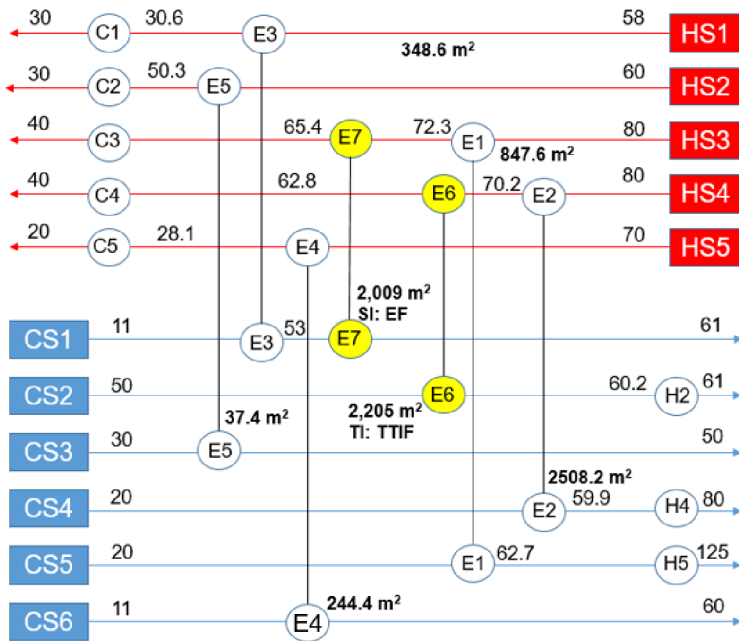 30 C1 30.6 E3 58 HS1
348.6 m²
30 C2 50.3 E5 60 HS2
40 C3 65.4 E7 72.3 E1 80 HS3
847.6 m²
40 C4 62.8 E6 70.2 E2 80 HS4
20 C5 28.1 E4 70 HS5
2,009 m²
SI: EF
CS1 11 E3 53 E7 61
CS2 50 E6 60.2 H2 61
2,205 m²
TI: TTIF
37.4 m²
CS3 30 E5 50
2508.2 m²
CS4 20 E2 59.9 H4 80
CS5 20 E1 62.7 H5 125
244.4 m²
CS6 11 E4 60